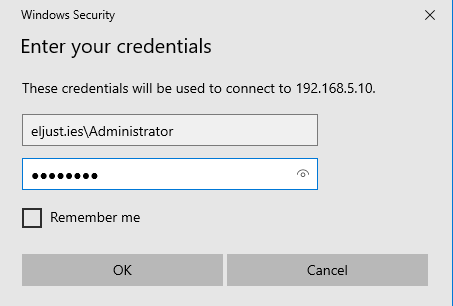 Windows Security
Enter your credentials
These credentials will be used to connect to 192.168.5.10.
eljust.ies\Administrator
●●●●●●●●
Remember me
OK
Cancel